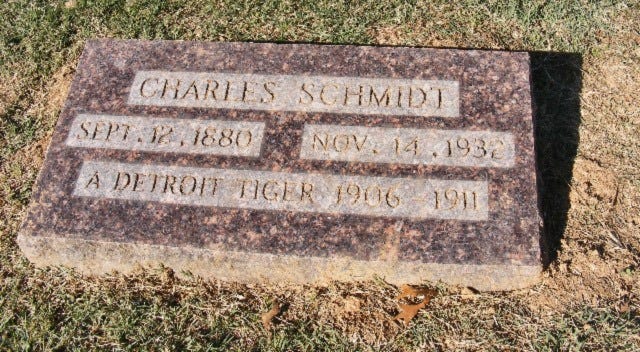 CHARLES SCHMIDT
SEPT. 12, 1880 NOV. 14, 1932
A DETROIT TIGER 1906 - 1911